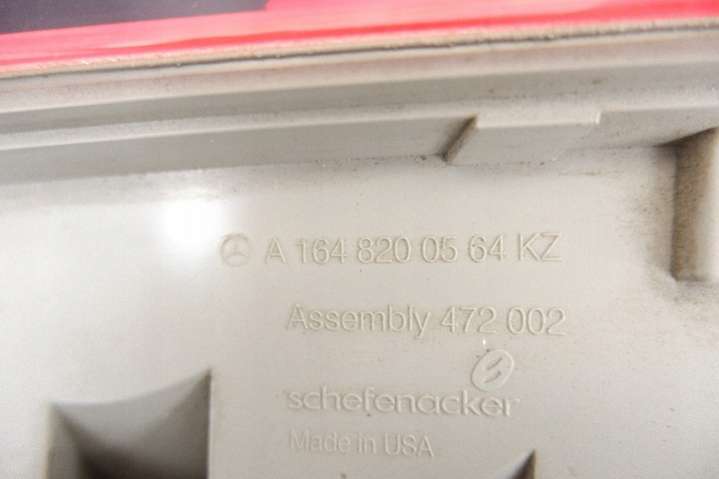 A 164 820 05 64 KZ
Assembly 472 002
schefenacker
Made in USA